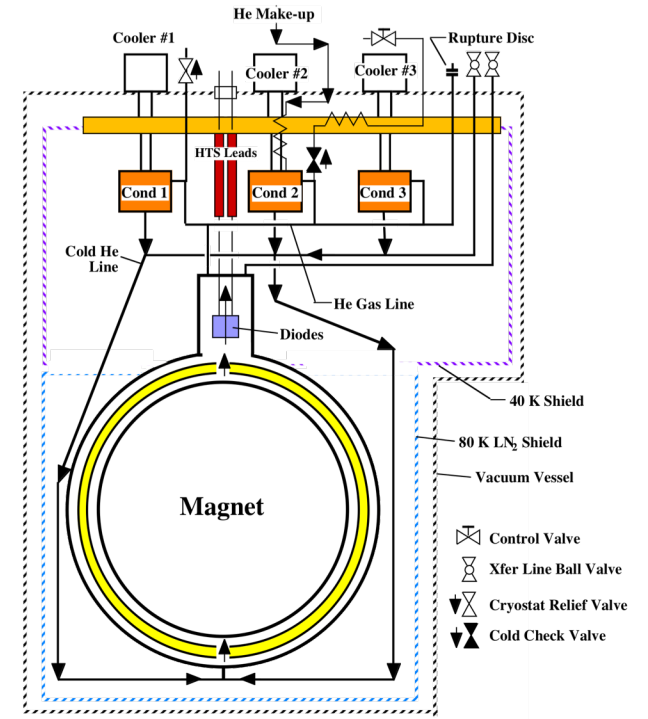 He Make-up
Cooler #1
Rupture Disc
Cooler #2
Cooler #3
HTS Leads
Cond 1
Cond 2
Cond 3
Cold He
Line
He Gas Line
Diodes
40 K Shield
80 K LN2 Shield
Vacuum Vessel
Magnet
Control Valve
Xfer Line Ball Valve
Cryostat Relief Valve
Cold Check Valve